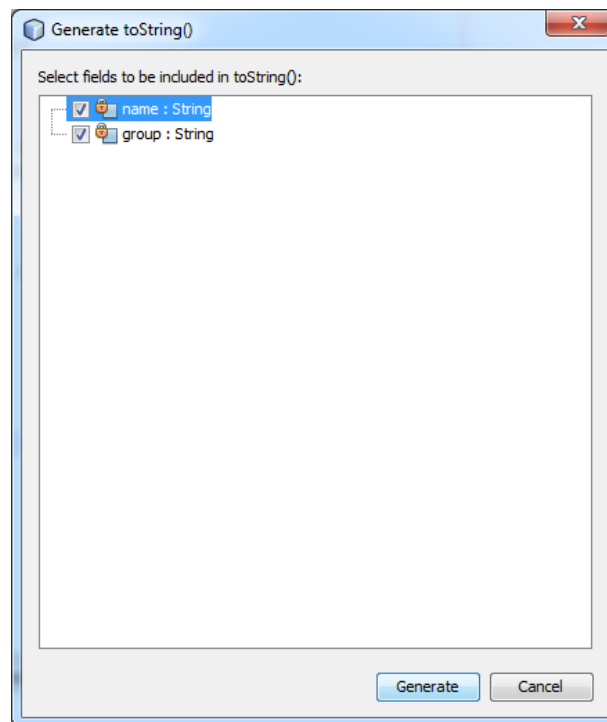 Generate toString()
Select fields to be included in toString():
name : String
group : String
Generate Cancel